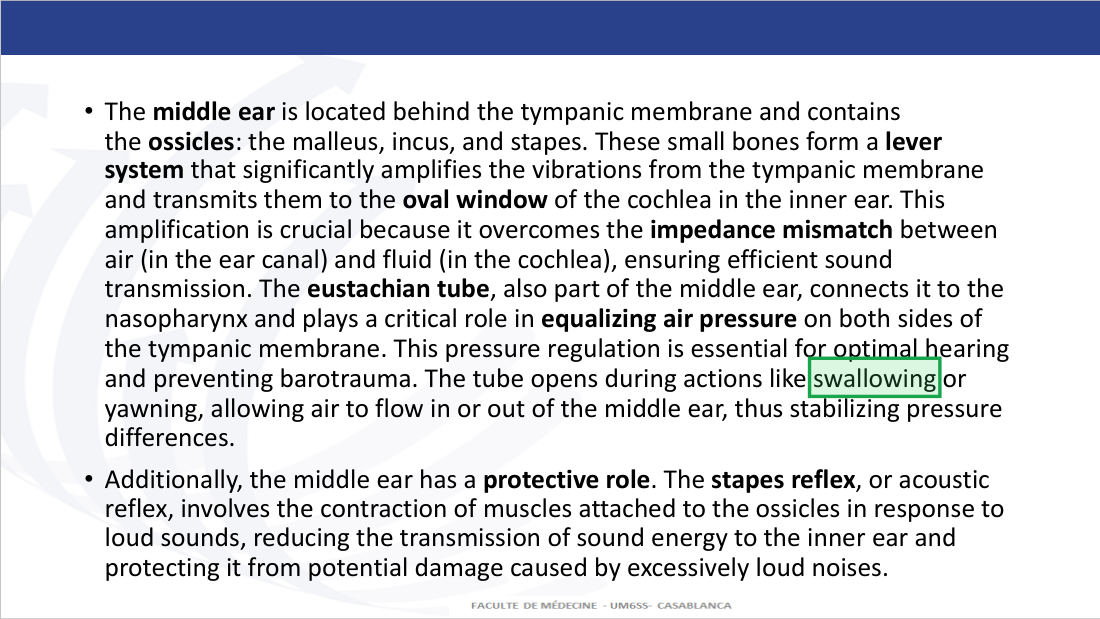 • The middle ear is located behind the tympanic membrane and contains
the ossicles: the malleus, incus, and stapes. These small bones form a lever
system that significantly amplifies the vibrations from the tympanic membrane
and transmits them to the oval window of the cochlea in the inner ear. This
amplification is crucial because it overcomes the impedance mismatch between
air (in the ear canal) and fluid (in the cochlea), ensuring efficient sound
transmission. The eustachian tube, also part of the middle ear, connects it to the
nasopharynx and plays a critical role in equalizing air pressure on both sides of
the tympanic membrane. This pressure regulation is essential for optimal hearing
and preventing barotrauma. The tube opens during actions like swallowing or
yawning, allowing air to flow in or out of the middle ear, thus stabilizing pressure
differences.
• Additionally, the middle ear has a protective role. The stapes reflex, or acoustic
reflex, involves the contraction of muscles attached to the ossicles in response to
loud sounds, reducing the transmission of sound energy to the inner ear and
protecting it from potential damage caused by excessively loud noises.
FACULTE DE MÉDECINE - UM6SS- CASABLANCA